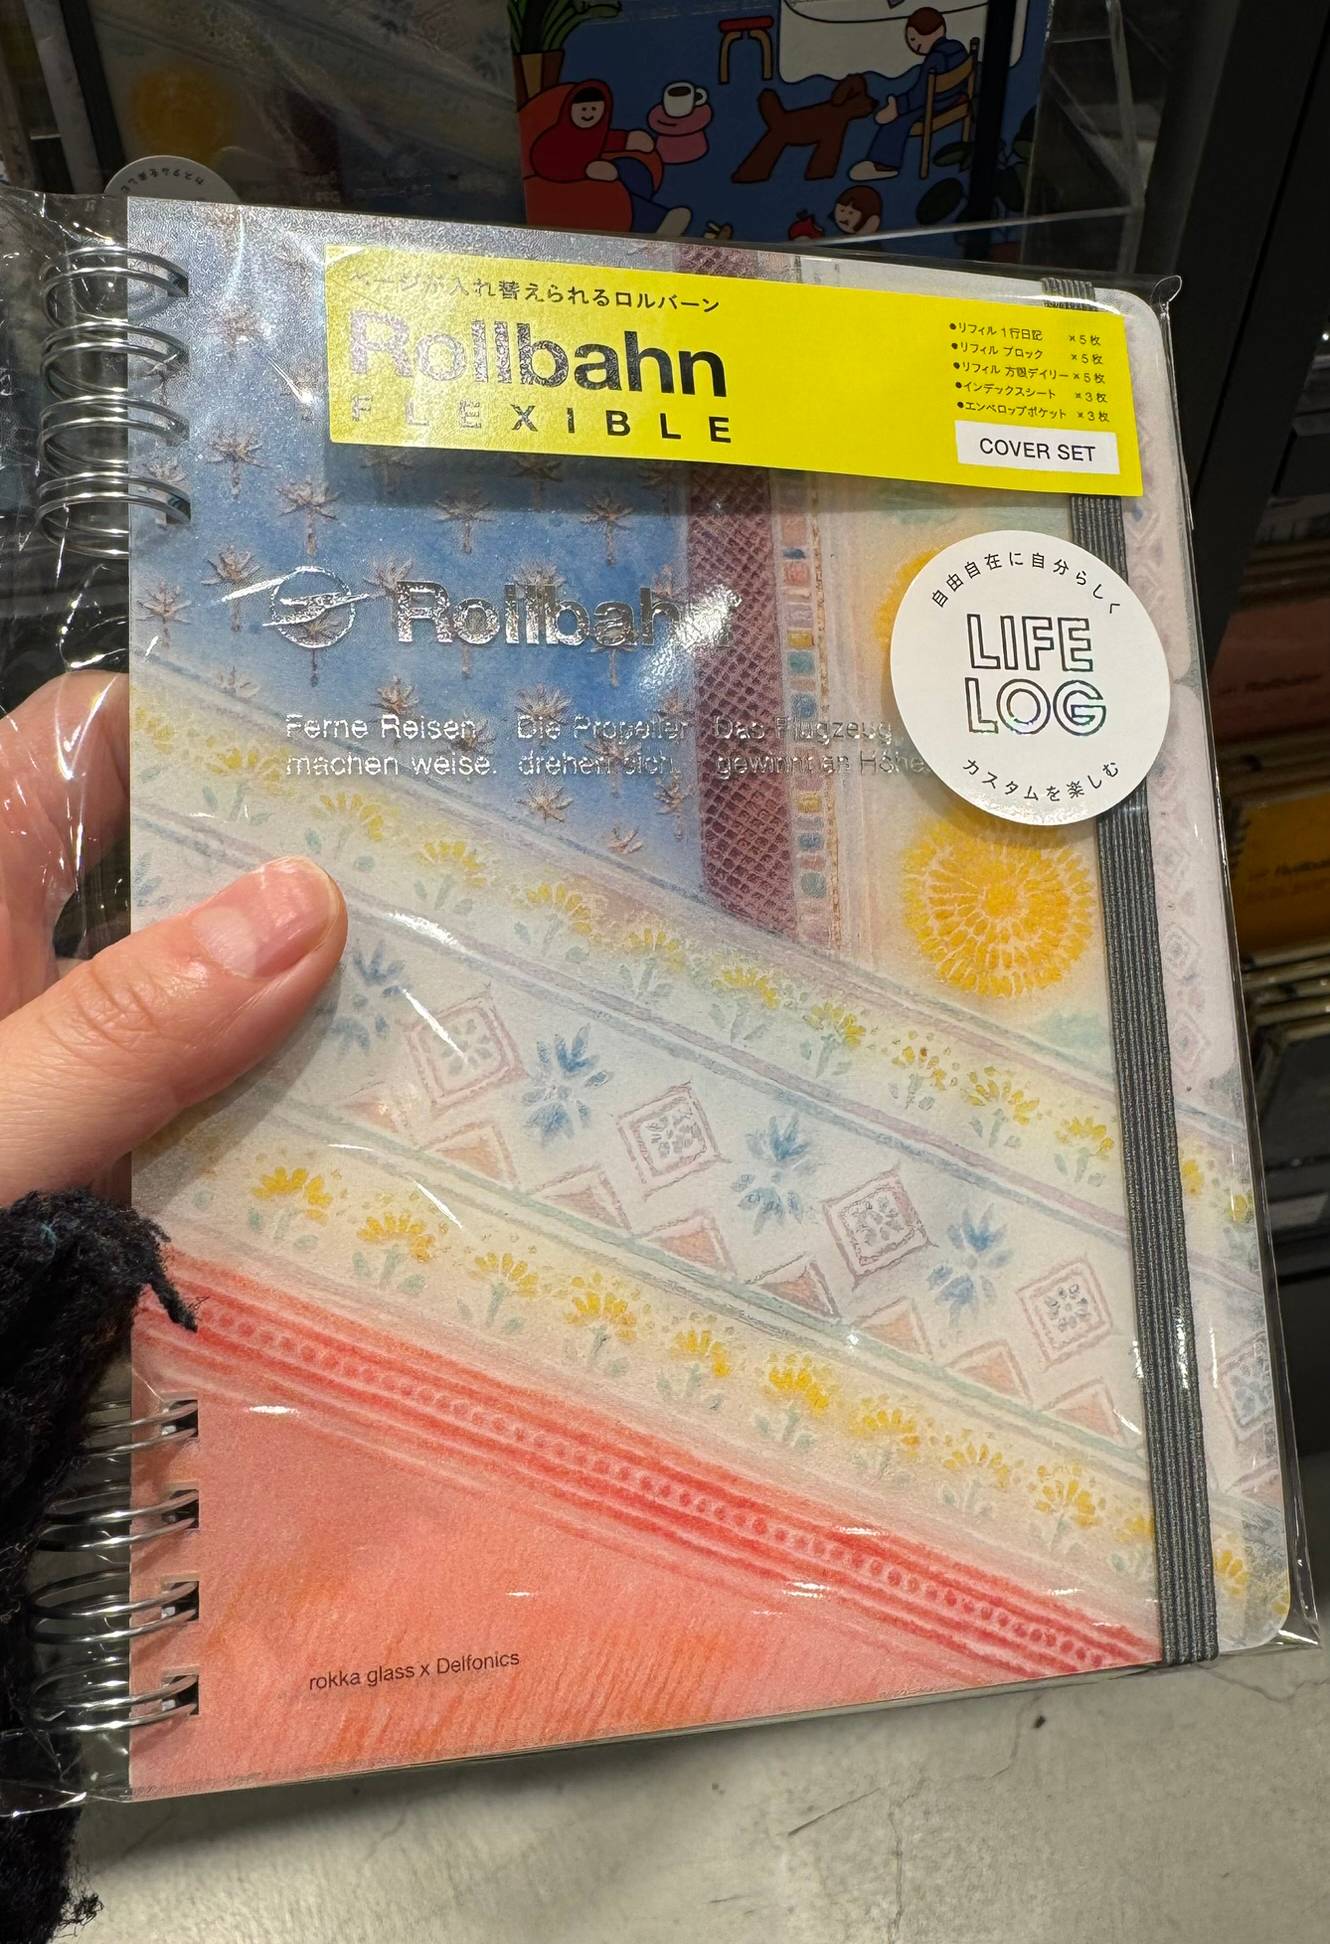 ページが入れ替えられるロルバーン
Rollbahn
FLEXIBLE
●リフィル 1行日記 ×5枚
●リフィル ブロック ×5枚
●リフィル 方眼デイリー ×5枚
●インデックスシート ×3枚
●エンベロップポケット ×3枚
COVER SET
自由自在に自分らしく
LIFE
LOG
カスタムを楽しむ
Rollbahn
Ferne Reisen Die Propeller Das Flugzeug
machen weise. drehen sich. gewinnt an Höhe.
rokka glass x Delfonics